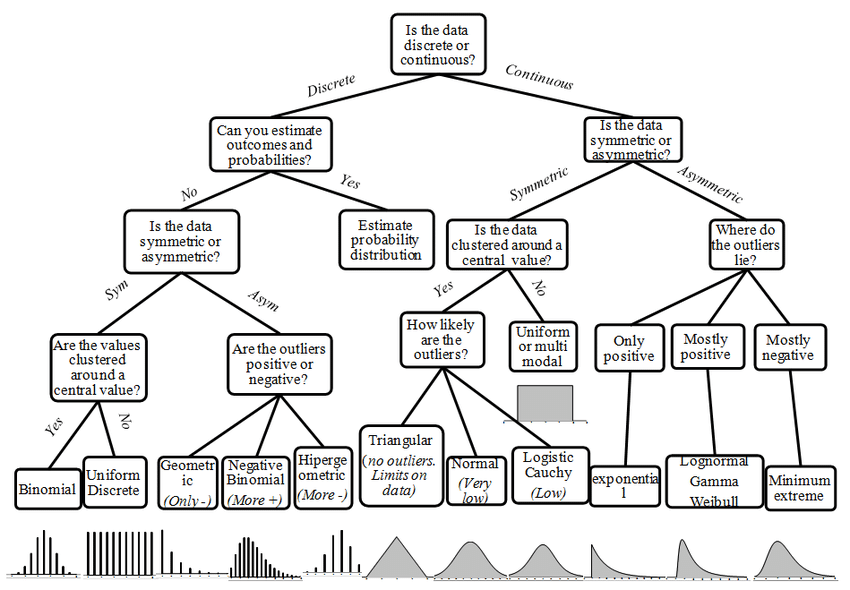 Is the data
discrete or
continuous?
Discrete
Continuous
Can you estimate
outcomes and
probabilities?
Is the data
symmetric or
asymmetric?
No
Yes
Symmetric
Asymmetric
Is the data
symmetric or
asymmetric?
Estimate
probability
distribution
Is the data
clustered around a
central value?
Where do
the outliers
lie?
Sym
Asym
Yes
No
Are the values
clustered
around a
central value?
Are the outliers
positive or
negative?
How likely
are the
outliers?
Uniform
or multi
modal
Only
positive
Mostly
positive
Mostly
negative
Yes
No
Binomial
Uniform
Discrete
Geometr
ic
(Only -)
Negative
Binomial
(More +)
Hiperge
ometric
(More -)
Triangular
(no outliers.
Limits on
data)
Normal
(Very
low)
Logistic
Cauchy
(Low)
exponentia
l
Lognormal
Gamma
Weibull
Minimum
extreme